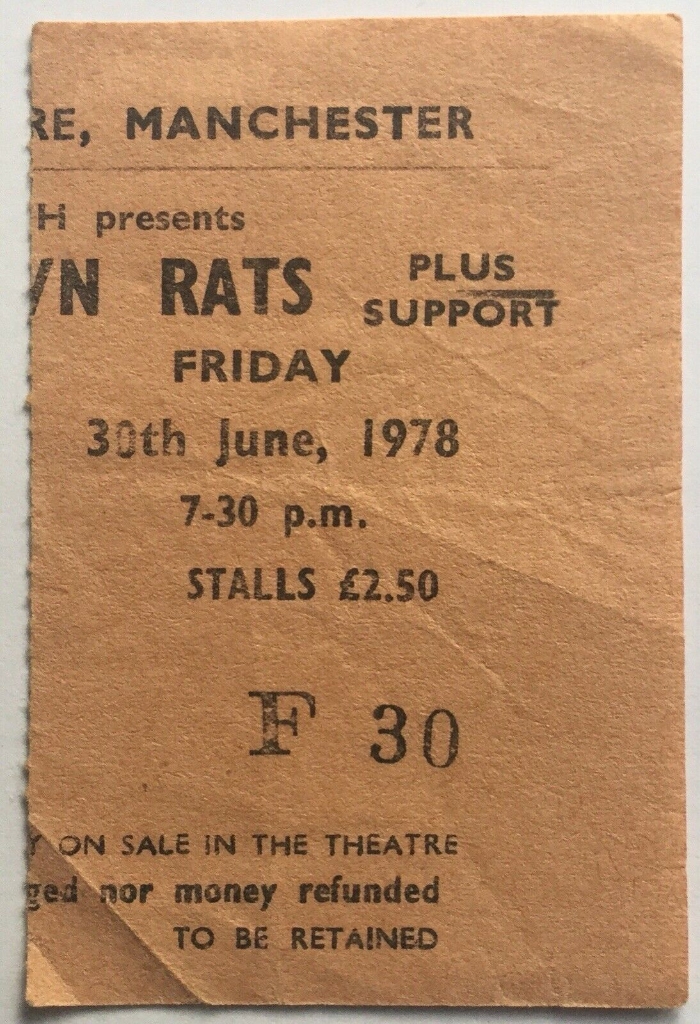 RE, MANCHESTER
H presents
WN RATS PLUS SUPPORT
FRIDAY
30th June, 1978
7-30 p.m.
STALLS £2.50
F 30
Y ON SALE IN THE THEATRE
ged nor money refunded
TO BE RETAINED